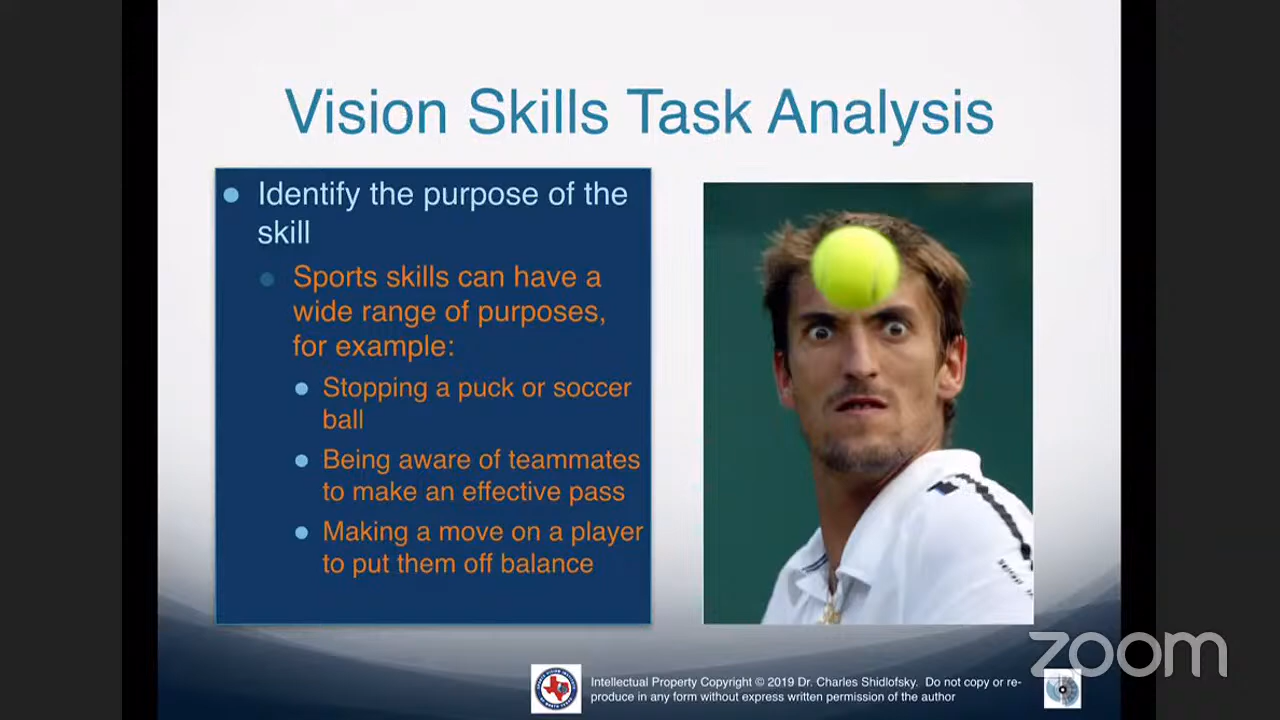 Vision Skills Task Analysis
Identify the purpose of the
skill
Sports skills can have a
wide range of purposes,
for example:
Stopping a puck or soccer
ball
Being aware of teammates
to make an effective pass
Making a move on a player
to put them off balance
Intellectual Property Copyright © 2019 Dr. Charles Shidlofsky. Do not copy or re-
produce in any form without express written permission of the author
zoom